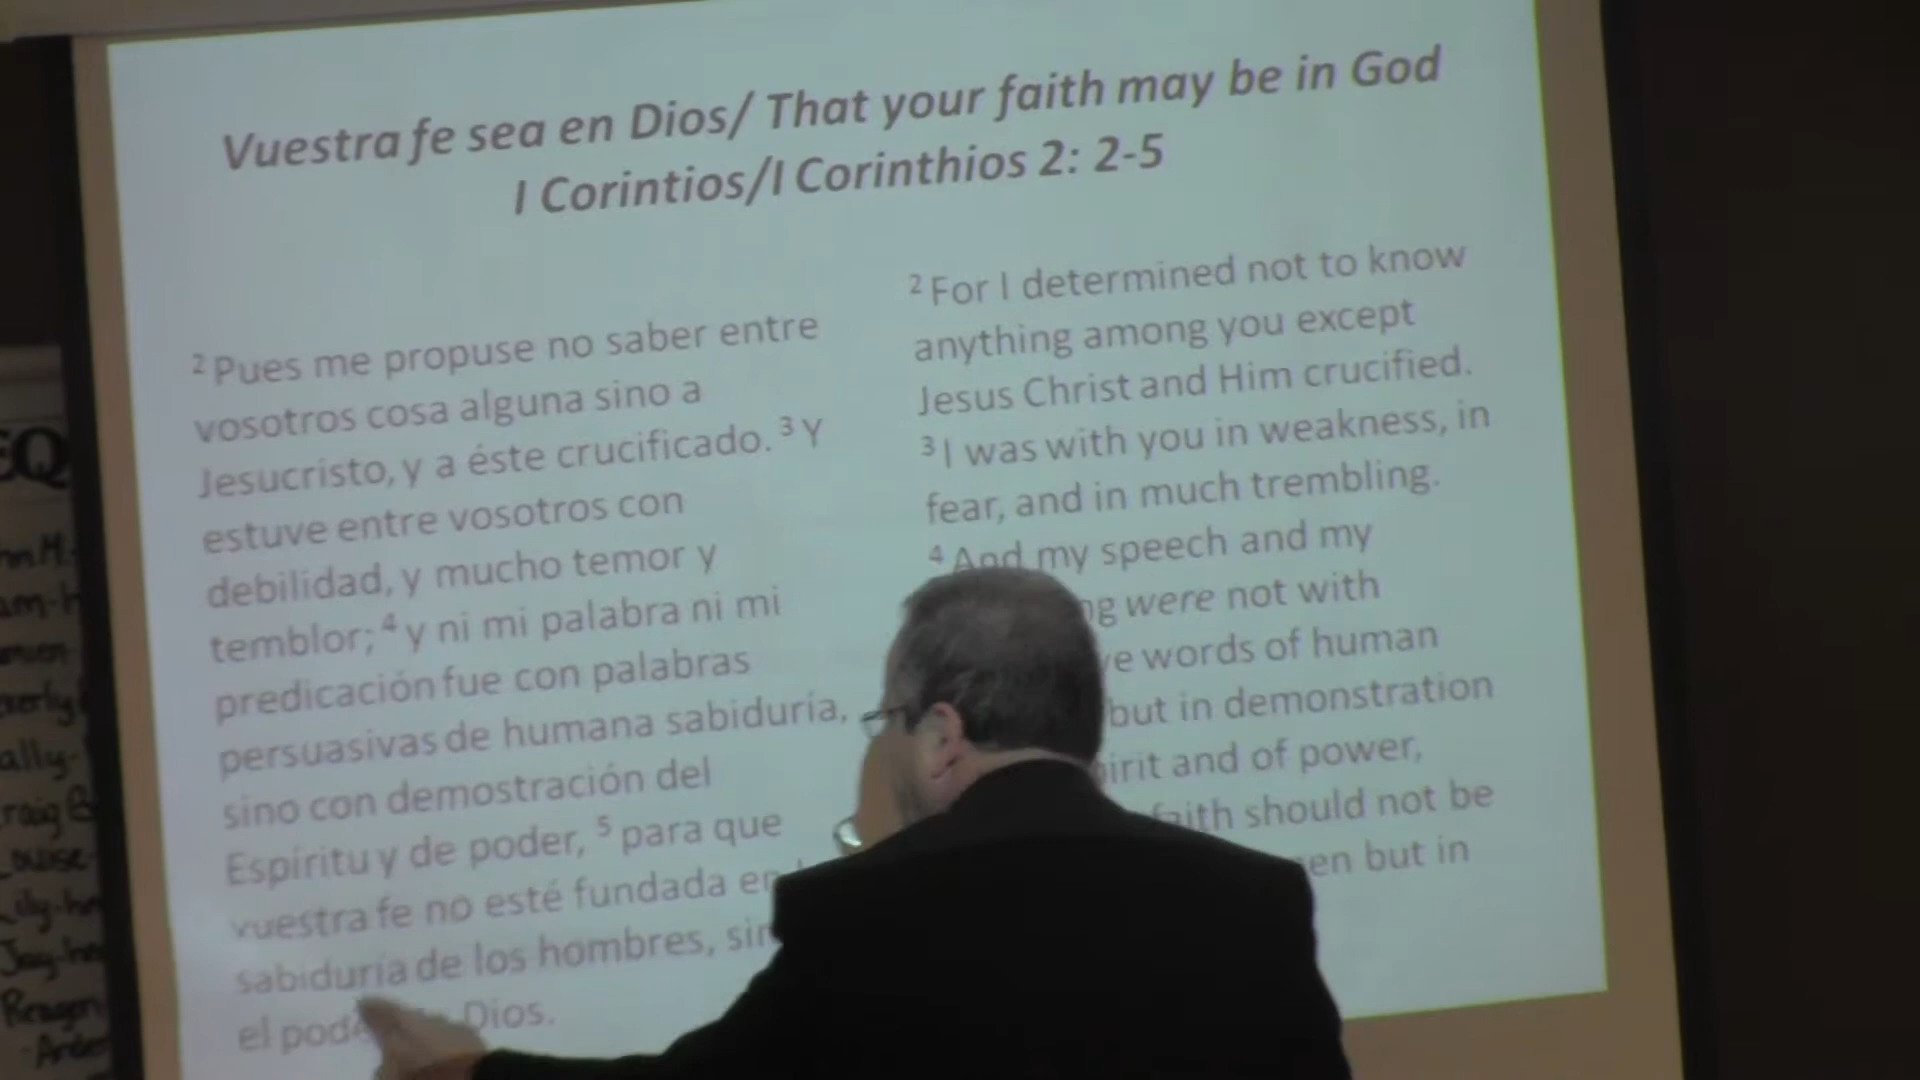 Vuestra fe sea en Dios/ That your faith may be in God
I Corintios/I Corinthios 2: 2-5
2 Pues me propuse no saber entre
vosotros cosa alguna sino a
Jesucristo, y a éste crucificado. 3 Y
estuve entre vosotros con
debilidad, y mucho temor y
temblor; 4 y ni mi palabra ni mi
predicación fue con palabras
persuasivas de humana sabiduría,
sino con demostración del
Espíritu y de poder, 5 para que
vuestra fe no esté fundada en
sabiduría de los hombres,
el Dios.
2 For I determined not to know
anything among you except
Jesus Christ and Him crucified.
3 I was with you in weakness, in
fear, and in much trembling.
4 And my speech and my
were not with
words of human
but in demonstration
and of power,
faith should not be
but in
EQ